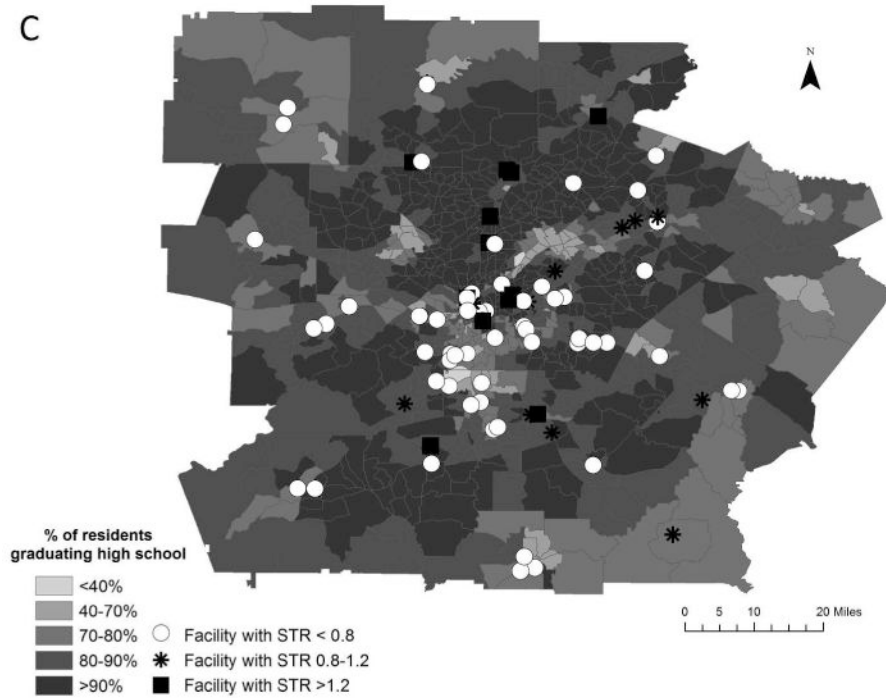 C
N
% of residents
graduating high school
<40%
40-70%
70-80%
80-90%
>90%
Facility with STR < 0.8
Facility with STR 0.8-1.2
Facility with STR >1.2
0 5 10 20 Miles